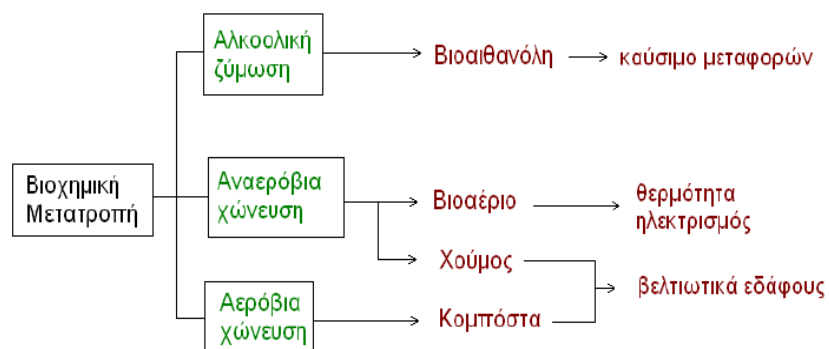 Αλκοολική
ζύμωση
Βιοαιθανόλη
καύσιμο μεταφορών
Βιοχημική
Μετατροπή
Αναερόβια
χώνευση
Βιοαέριο
θερμότητα
ηλεκτρισμός
Χούμος
βελτιωτικά εδάφους
Αερόβια
χώνευση
Κομπόστα